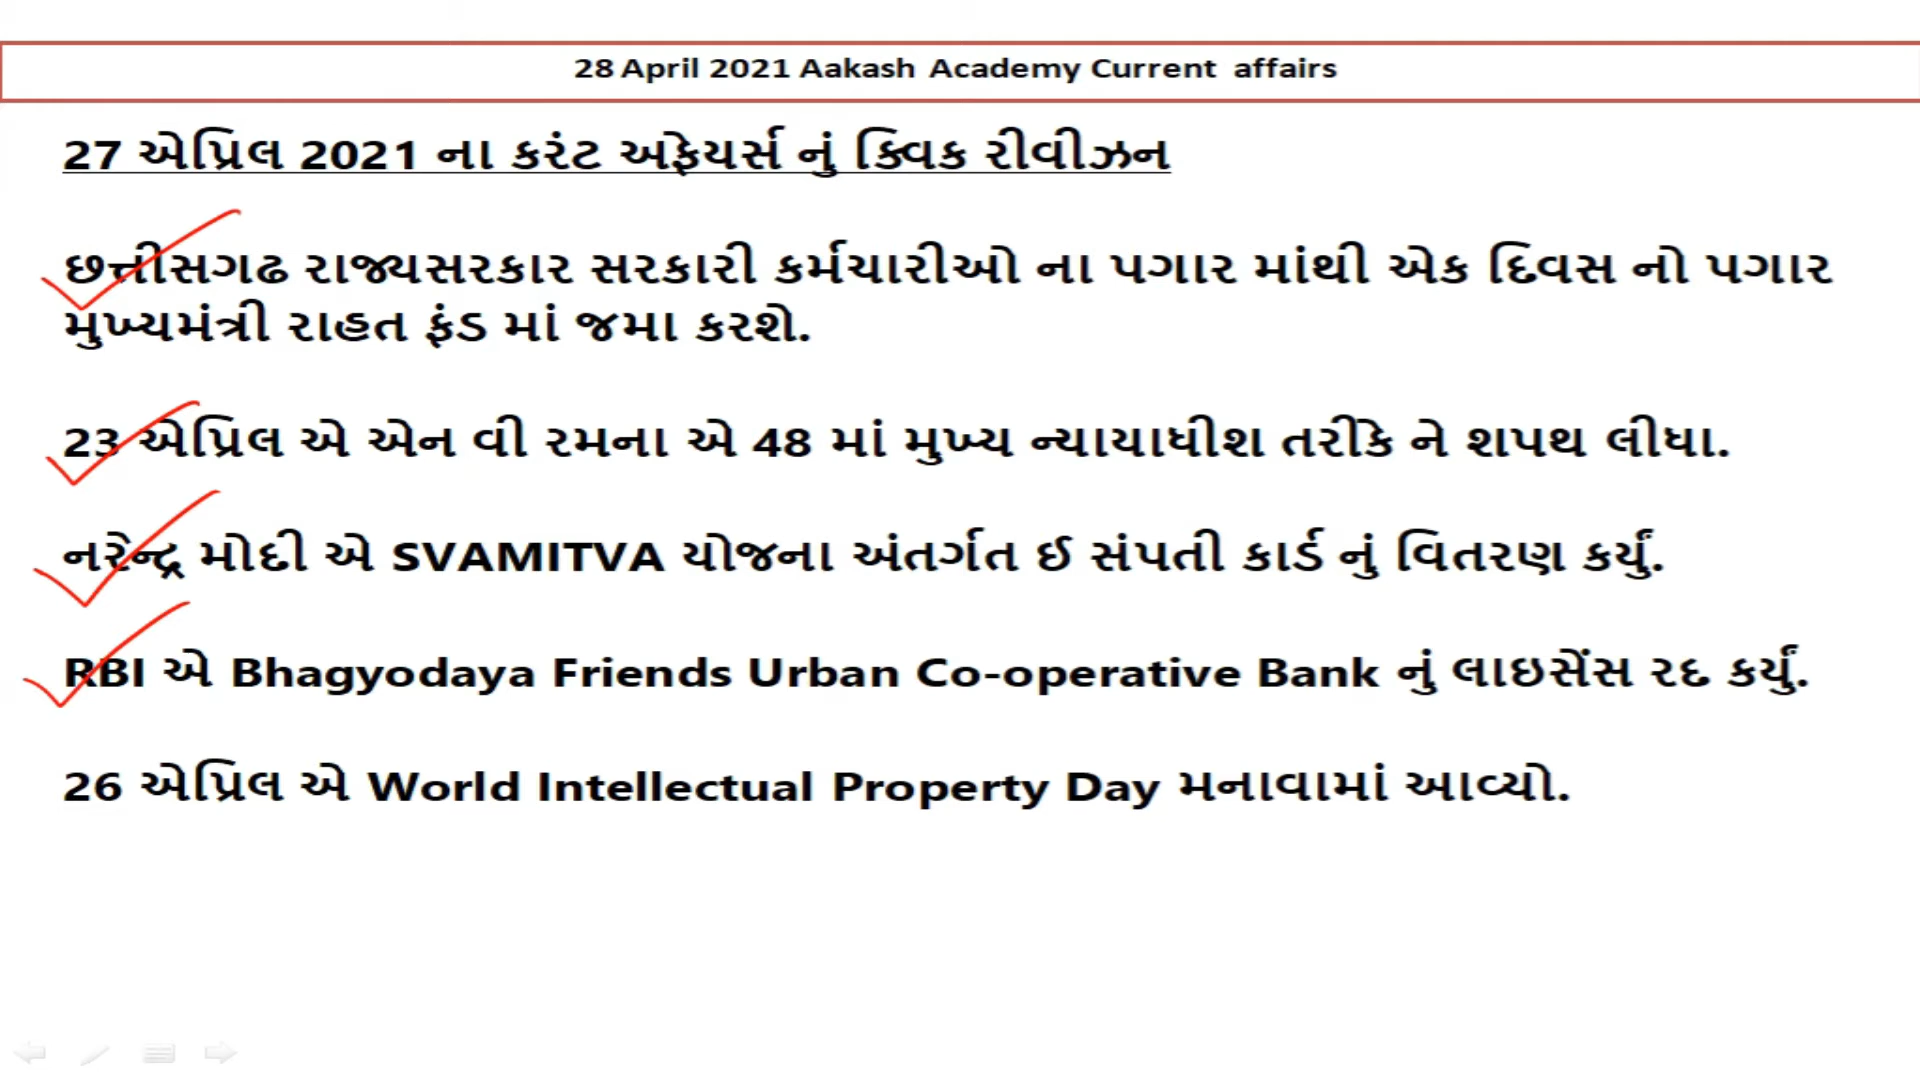 28 April 2021 Aakash Academy Current affairs
27 એપ્રિલ 2021 ના કરંટ અફેયર્સ નું ક્વિક રીવીઝન
છત્તીસગઢ રાજ્યસરકાર સરકારી કર્મચારીઓ ના પગાર માંથી એક દિવસ નો પગાર
મુખ્યમંત્રી રાહત ફંડ માં જમા કરશે.
23 એપ્રિલ એ એન વી રમના એ 48 માં મુખ્ય ન્યાયાધીશ તરીકે ને શપથ લીધા.
નરેન્દ્ર મોદી એ SVAMITVA યોજના અંતર્ગત ઈ સંપતી કાર્ડ નું વિતરણ કર્યું.
RBI એ Bhagyodaya Friends Urban Co-operative Bank નું લાઇસેંસ રદ કર્યું.
26 એપ્રિલ એ World Intellectual Property Day મનાવામાં આવ્યો.